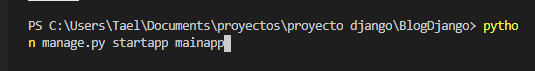 PS C:\Users\Tael\Documents\proyectos\proyecto django\BlogDjango> pytho
n manage.py startapp mainapp